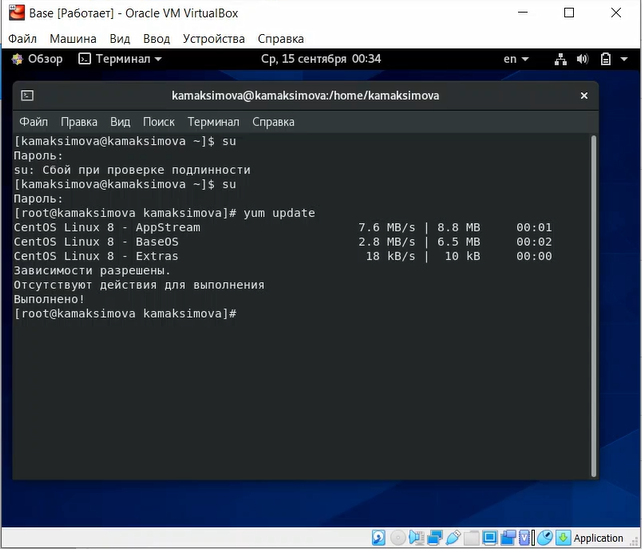 Base [Работает] - Oracle VM VirtualBox
Файл Машина Вид Ввод Устройства Справка
Обзор Терминал Ср, 15 сентября 00:34 en
kamaksimova@kamaksimova:/home/kamaksimova
Файл Правка Вид Поиск Терминал Справка
[kamaksimova@kamaksimova ~]$ su
Пароль:
su: Сбой при проверке подлинности
[kamaksimova@kamaksimova ~]$ su
Пароль:
[root@kamaksimova kamaksimova]# yum update
CentOS Linux 8 - AppStream 7.6 MB/s | 8.8 MB 00:01
CentOS Linux 8 - BaseOS 2.8 MB/s | 6.5 MB 00:02
CentOS Linux 8 - Extras 18 kB/s | 10 kB 00:00
Зависимости разрешены.
Отсутствуют действия для выполнения
Выполнено!
[root@kamaksimova kamaksimova]#
Application